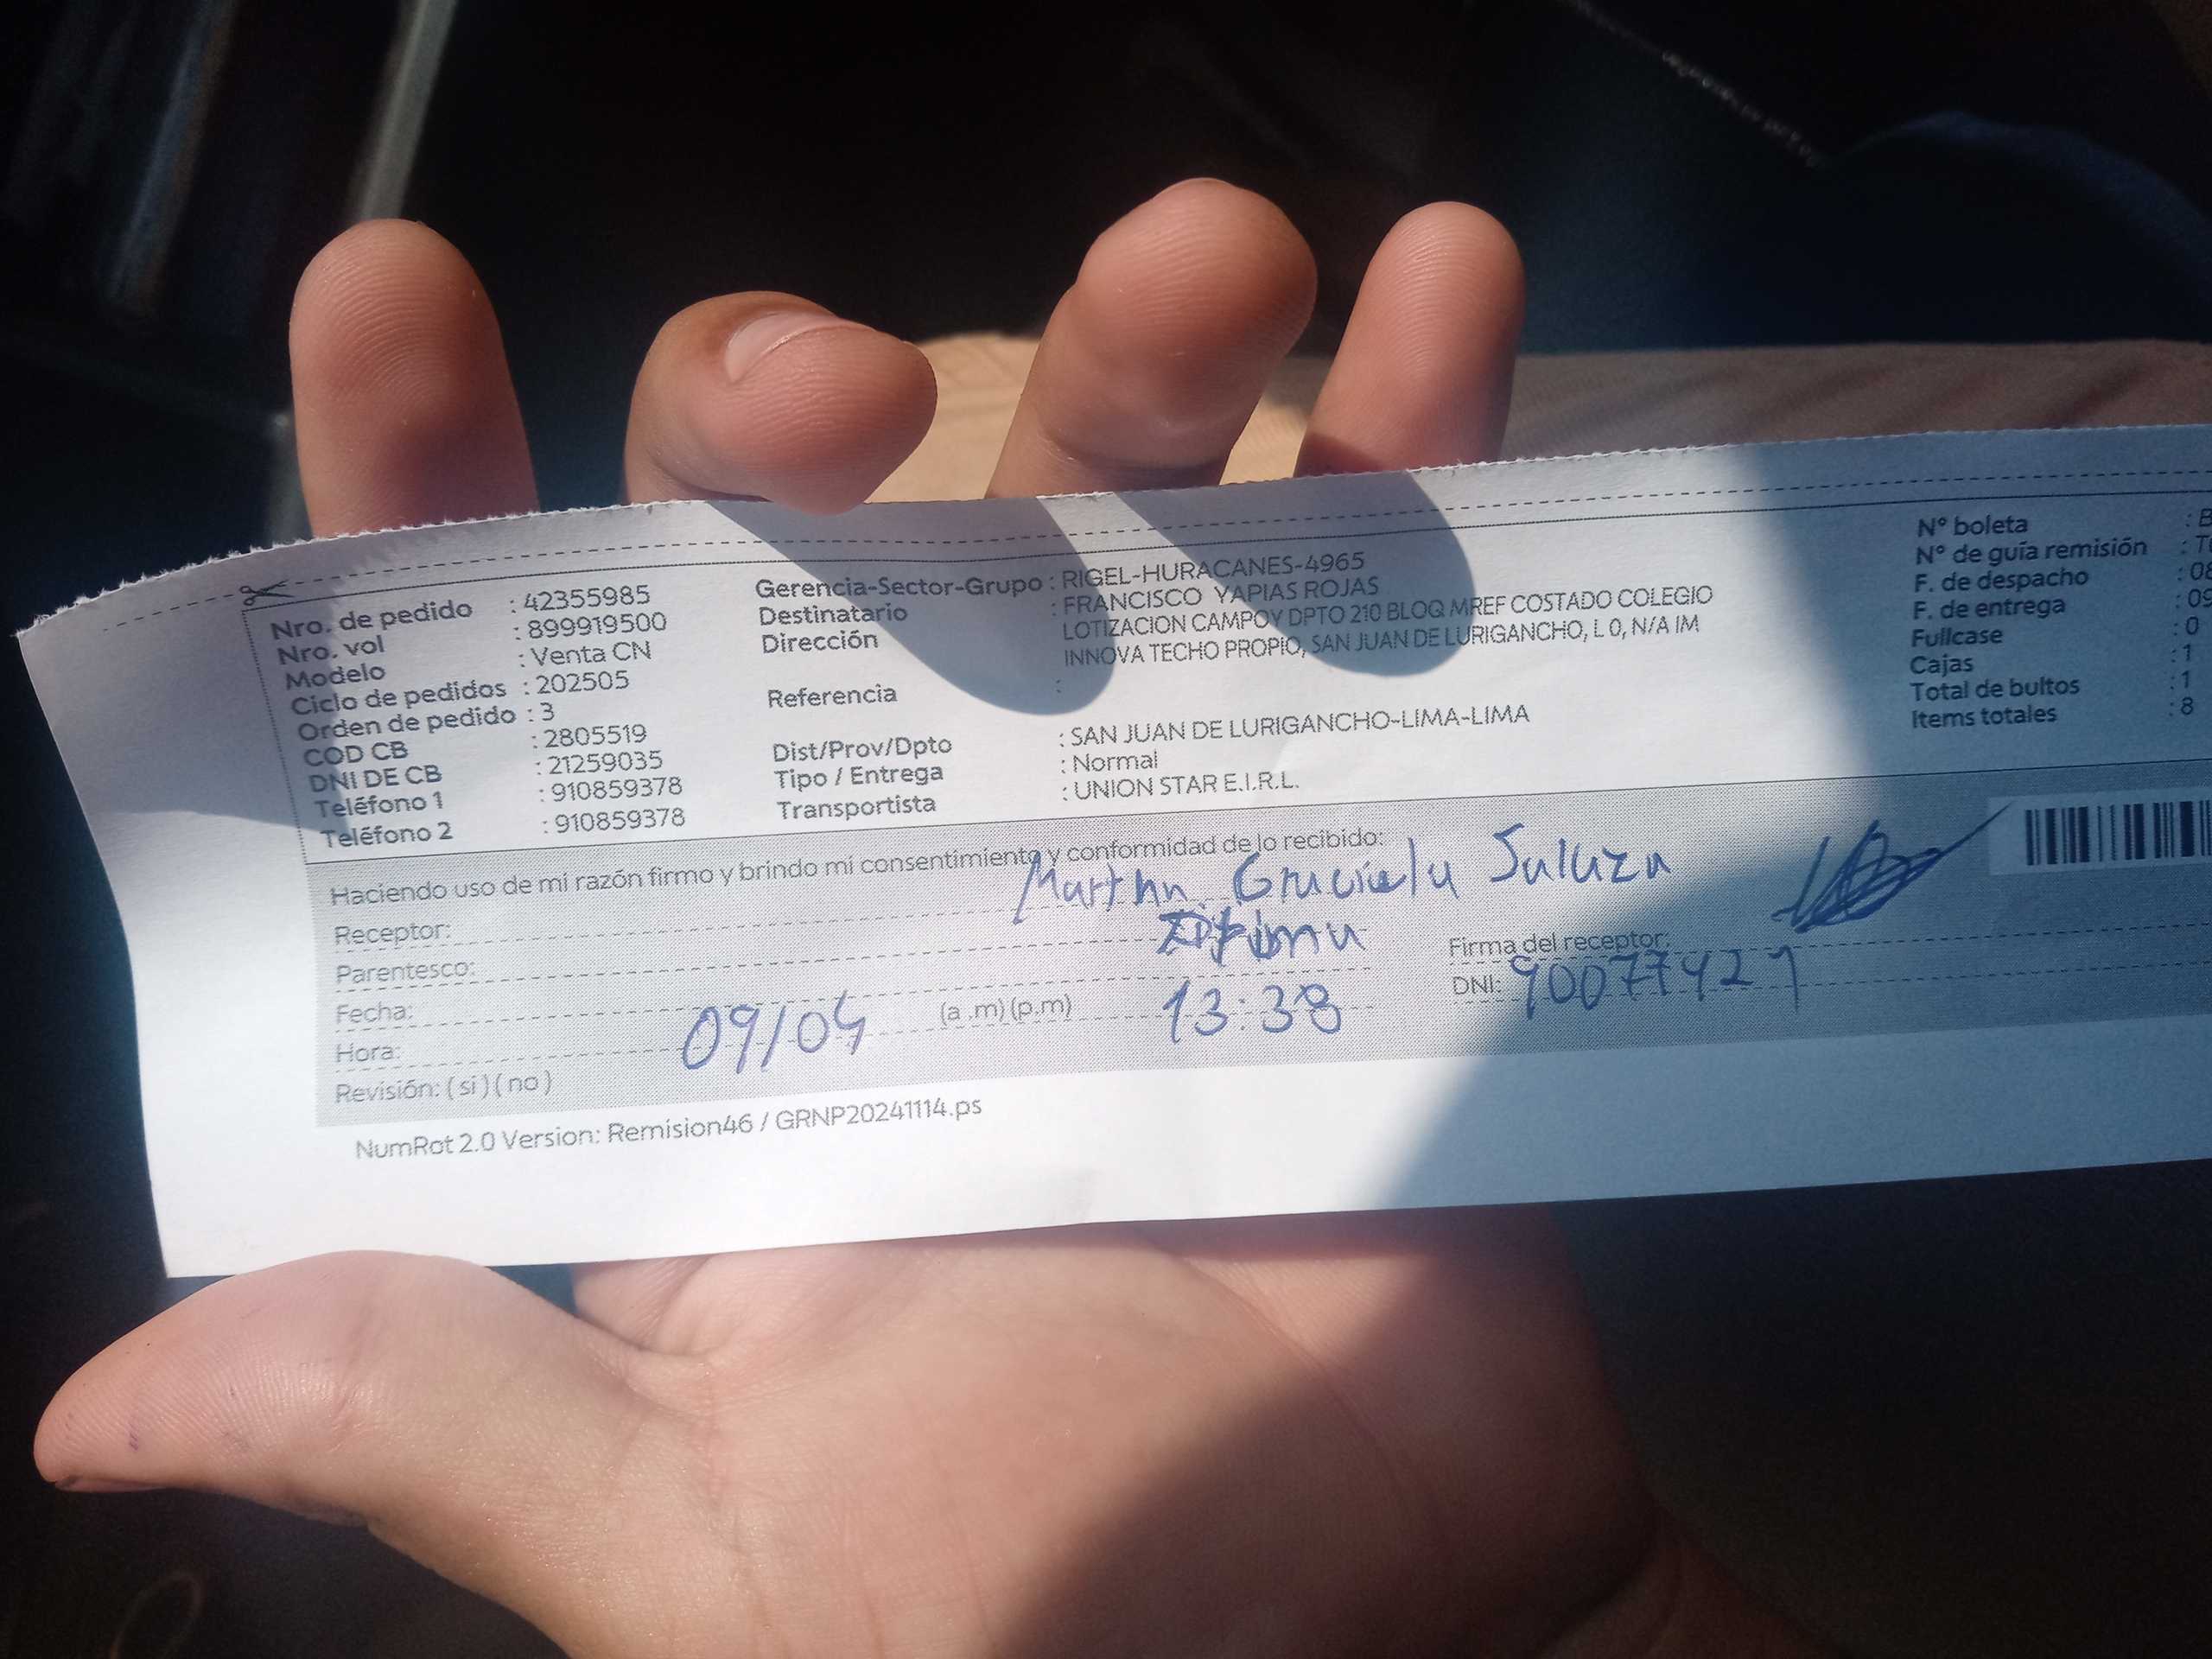 Nro. de pedido : 42355985
Nro. vol : 899919500
Modelo : Venta CN
Ciclo de pedidos : 202505
Orden de pedido : 3
COD CB : 2805519
DNI DE CB : 21259035
Teléfono 1 : 910859378
Teléfono 2 : 910859378
Gerencia-Sector-Grupo : RIGEL-HURACANES-4965
Destinatario : FRANCISCO YAPIAS ROJAS
Dirección : LOTIZACION CAMPOY DPTO 210 BLOQ MREF COSTADO COLEGIO
INNOVA TECHO PROPIO, SAN JUAN DE LURIGANCHO, L 0, N/A IM
Referencia :
Dist/Prov/Dpto : SAN JUAN DE LURIGANCHO-LIMA-LIMA
Tipo / Entrega : Normal
Transportista : UNION STAR E.I.R.L.
N° boleta : B
N° de guía remisión : T
F. de despacho : 08
F. de entrega : 09
Fullcase : 0
Cajas : 1
Total de bultos : 1
Items totales : 8
Haciendo uso de mi razón firmo y brindo mi consentimiento y conformidad de lo recibido:
Receptor: Martha Graciela
Parentesco:
Fecha: 09/04
Hora: (a .m) (p.m) 13:38
Revisión: ( si ) ( no )
Firma del receptor:
DNI:
NumRot 2.0 Version: Remision46 / GRNP20241114.ps